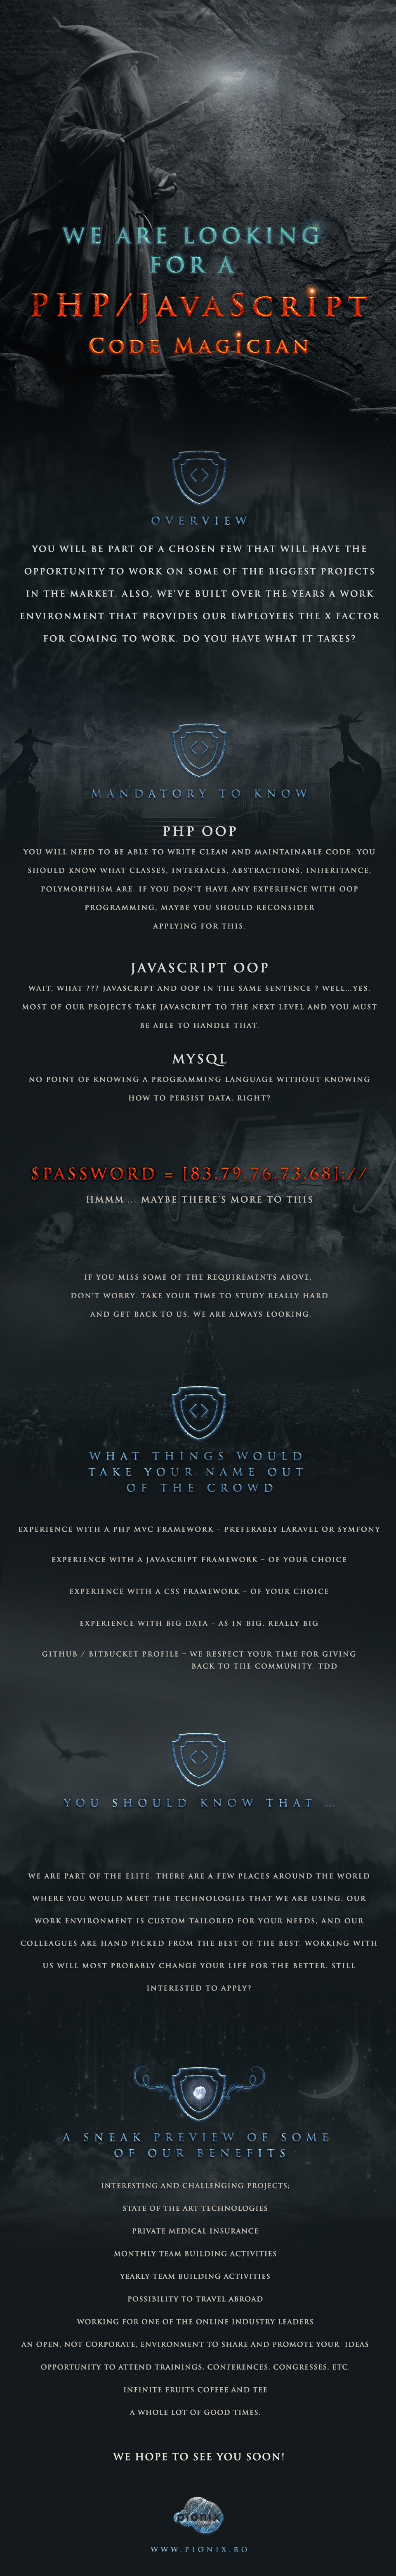 WE ARE LOOKING
FOR A
PHP/JAVASCRIPT
CODE MAGICIAN
OVERVIEW
YOU WILL BE PART OF A CHOSEN FEW THAT WILL HAVE THE
OPPORTUNITY TO WORK ON SOME OF THE BIGGEST PROJECTS
IN THE MARKET. ALSO, WE'VE BUILT OVER THE YEARS A WORK
ENVIRONMENT THAT PROVIDES OUR EMPLOYEES THE X FACTOR
FOR COMING TO WORK. DO YOU HAVE WHAT IT TAKES?
MANDATORY TO KNOW
PHP OOP
YOU WILL NEED TO BE ABLE TO WRITE CLEAN AND MAINTAINABLE CODE. YOU
SHOULD KNOW WHAT CLASSES, INTERFACES, ABSTRACTIONS, INHERITANCE,
POLYMORPHISM ARE. IF YOU DON'T HAVE ANY EXPERIENCE WITH OOP
PROGRAMMING, MAYBE YOU SHOULD RECONSIDER
APPLYING FOR THIS.
JAVASCRIPT OOP
WAIT, WHAT ??? JAVASCRIPT AND OOP IN THE SAME SENTENCE ? WELL...YES.
MOST OF OUR PROJECTS TAKE JAVASCRIPT TO THE NEXT LEVEL AND YOU MUST
BE ABLE TO HANDLE THAT.
MYSQL
NO POINT OF KNOWING A PROGRAMMING LANGUAGE WITHOUT KNOWING
HOW TO PERSIST DATA, RIGHT?
$PASSWORD = [83,79,76,73,68];//
HMMM.... MAYBE THERE'S MORE TO THIS
IF YOU MISS SOME OF THE REQUIREMENTS ABOVE,
DON'T WORRY. TAKE YOUR TIME TO STUDY REALLY HARD
AND GET BACK TO US. WE ARE ALWAYS LOOKING.
WHAT THINGS WOULD
TAKE YOUR NAME OUT
OF THE CROWD
EXPERIENCE WITH A PHP MVC FRAMEWORK – PREFERABLY LARAVEL OR SYMFONY
EXPERIENCE WITH A JAVASCRIPT FRAMEWORK – OF YOUR CHOICE
EXPERIENCE WITH A CSS FRAMEWORK – OF YOUR CHOICE
EXPERIENCE WITH BIG DATA – AS IN BIG, REALLY BIG
GITHUB / BITBUCKET PROFILE – WE RESPECT YOUR TIME FOR GIVING
BACK TO THE COMMUNITY. TDD
YOU SHOULD KNOW THAT ...
WE ARE PART OF THE ELITE. THERE ARE A FEW PLACES AROUND THE WORLD
WHERE YOU WOULD MEET THE TECHNOLOGIES THAT WE ARE USING. OUR
WORK ENVIRONMENT IS CUSTOM TAILORED FOR YOUR NEEDS, AND OUR
COLLEAGUES ARE HAND PICKED FROM THE BEST OF THE BEST. WORKING WITH
US WILL MOST PROBABLY CHANGE YOUR LIFE FOR THE BETTER. STILL
INTERESTED TO APPLY?
A SNEAK PREVIEW OF SOME
OF OUR BENEFITS
INTERESTING AND CHALLENGING PROJECTS;
STATE OF THE ART TECHNOLOGIES
PRIVATE MEDICAL INSURANCE
MONTHLY TEAM BUILDING ACTIVITIES
YEARLY TEAM BUILDING ACTIVITIES
POSSIBILITY TO TRAVEL ABROAD
WORKING FOR ONE OF THE ONLINE INDUSTRY LEADERS
AN OPEN, NOT CORPORATE, ENVIRONMENT TO SHARE AND PROMOTE YOUR IDEAS
OPPORTUNITY TO ATTEND TRAININGS, CONFERENCES, CONGRESSES, ETC.
INFINITE FRUITS COFFEE AND TEE
A WHOLE LOT OF GOOD TIMES.
WE HOPE TO SEE YOU SOON!
pionix
WWW.PIONIX.RO